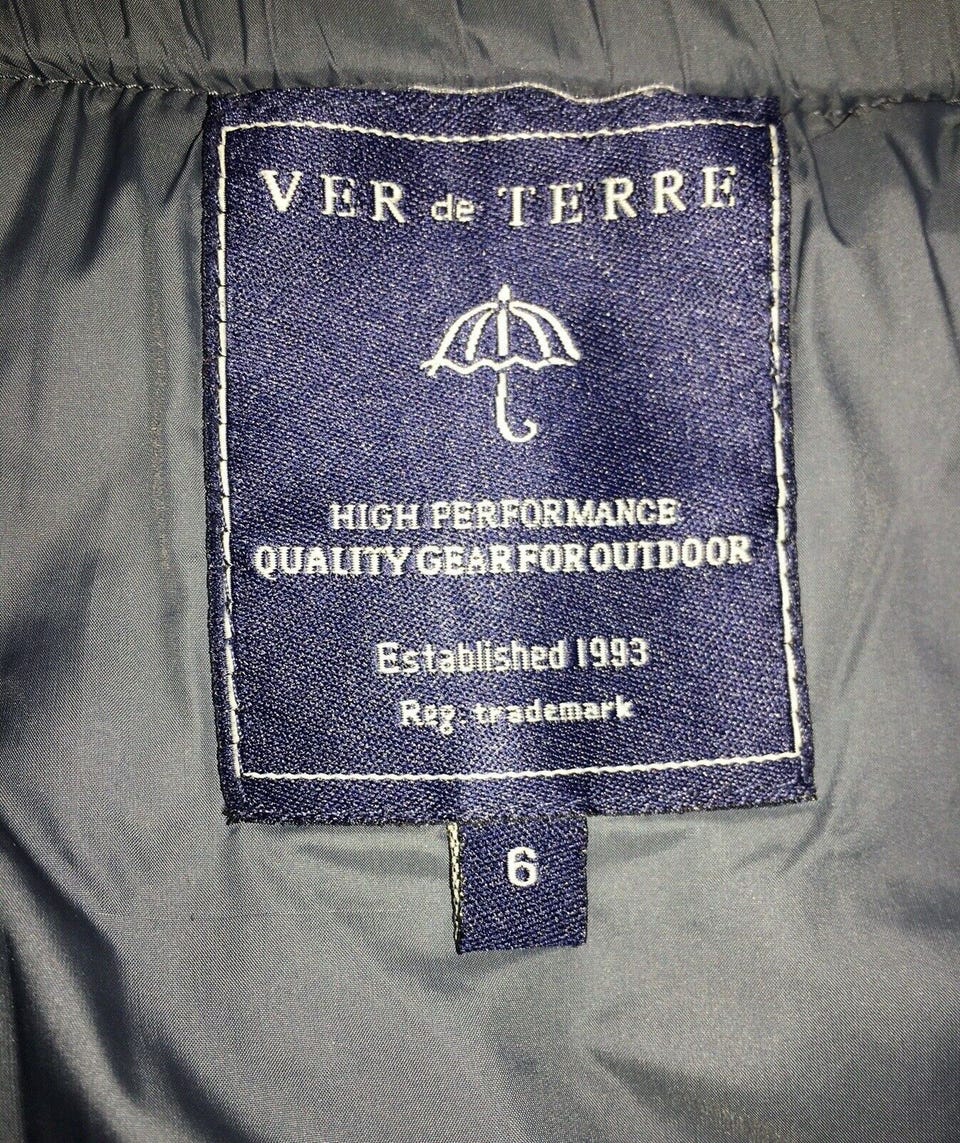 VER de TERRE
HIGH PERFORMANCE
QUALITY GEAR FOR OUTDOOR
Established 1993
Reg. trademark
6